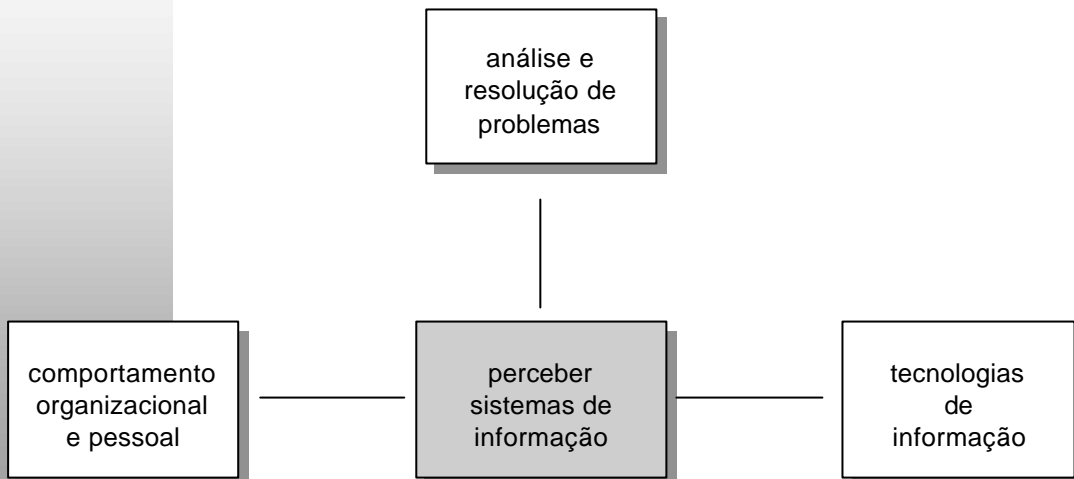 análise e
resolução de
problemas
comportamento
organizacional
e pessoal
perceber
sistemas de
informação
tecnologias
de
informação